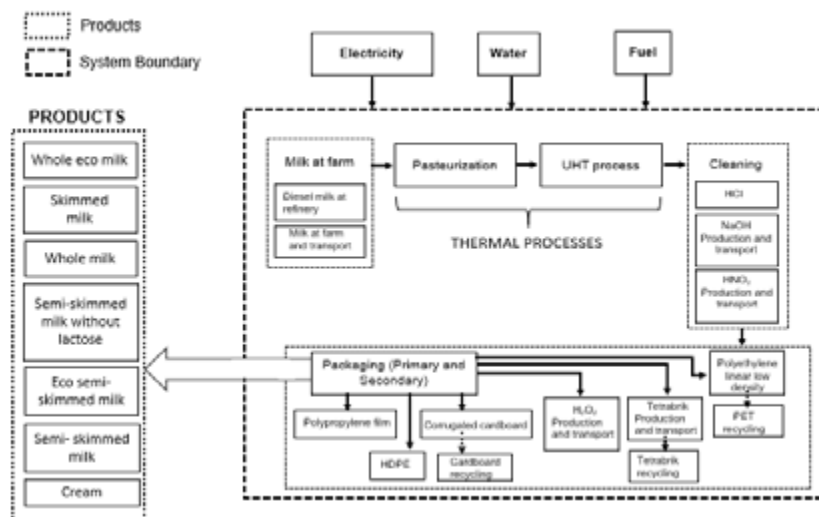 Products
System Boundary
Electricity
Water
Fuel
PRODUCTS
Whole eco milk
Skimmed
milk
Whole milk
Semi-skimmed
milk without
lactose
Eco semi-
skimmed milk
Semi- skimmed
milk
Cream
Milk at farm
Diesel milk at
refinery
Milk at farm
and transport
Pasteurization
UHT process
THERMAL PROCESSES
Cleaning
HCl
NaOH
Production and
transport
HNO₃
Production and
transport
Packaging (Primary and
Secondary)
Polypropylene film
HDPE
Corrugated cardboard
Cardboard
recycling
H₂O₂
Production
and transport
Tetrabrik
Production and
transport
Tetrabrik
recycling
Polyethylene
linear low
density
PET
recycling